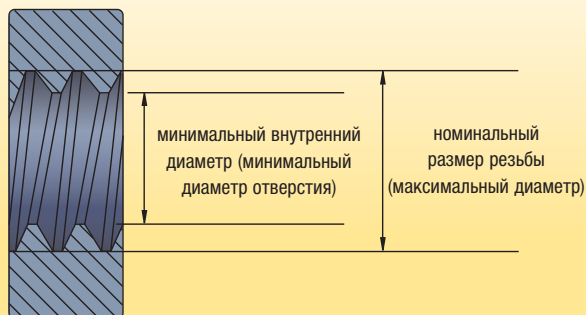 минимальный внутренний
диаметр (минимальный
диаметр отверстия)
номинальный
размер резьбы
(максимальный диаметр)